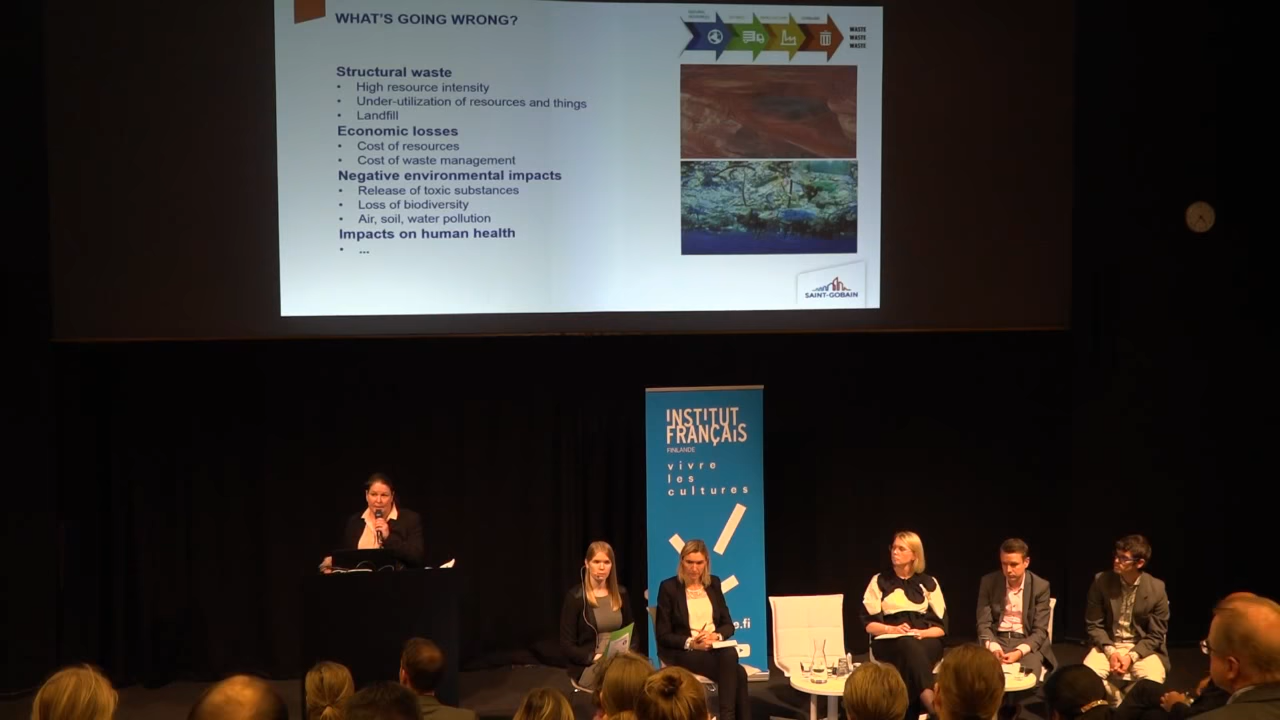 WHAT'S GOING WRONG?
WASTE
WASTE
WASTE
Structural waste
• High resource intensity
• Under-utilization of resources and things
• Landfill
Economic losses
• Cost of resources
• Cost of waste management
Negative environmental impacts
• Release of toxic substances
• Loss of biodiversity
• Air, soil, water pollution
Impacts on human health
• ...
SAINT-GOBAIN
INSTITUT
FRANÇAIS
FINLANDE
vivre
les
cultures
e.fi